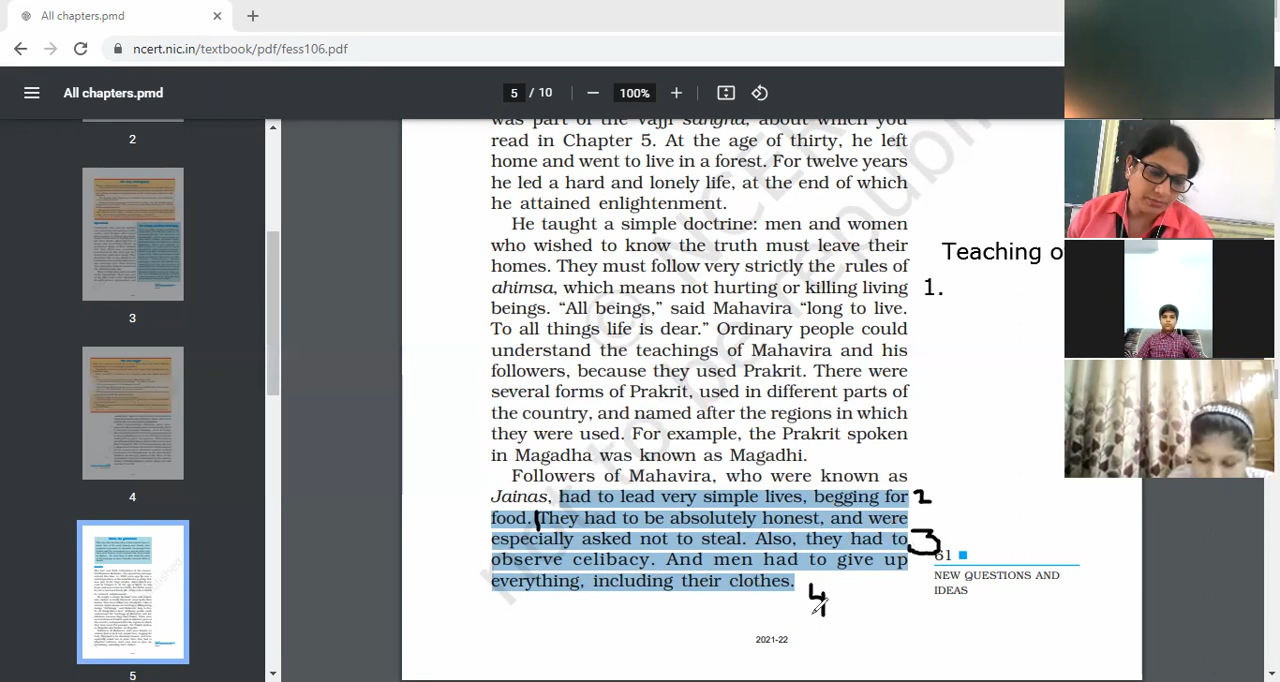 All chapters.pmd
ncert.nic.in/textbook/pdf/fess106.pdf
All chapters.pmd
5 / 10
100%
2
3
4
5
was part of the Vajji sangha, about which you
read in Chapter 5. At the age of thirty, he left
home and went to live in a forest. For twelve years
he led a hard and lonely life, at the end of which
he attained enlightenment.
He taught a simple doctrine: men and women
who wished to know the truth must leave their
homes. They must follow very strictly the rules of
ahimsa, which means not hurting or killing living
beings. “All beings,” said Mahavira “long to live.
To all things life is dear.” Ordinary people could
understand the teachings of Mahavira and his
followers, because they used Prakrit. There were
several forms of Prakrit, used in different parts of
the country, and named after the regions in which
they were used. For example, the Prakrit spoken
in Magadha was known as Magadhi.
Followers of Mahavira, who were known as
Jainas, had to lead very simple lives, begging for
food. They had to be absolutely honest, and were
especially asked not to steal. Also, they had to
observe celibacy. And men had to give up
everything, including their clothes.
1
2
3
4
Teaching o
1.
61
NEW QUESTIONS AND
IDEAS
2021-22